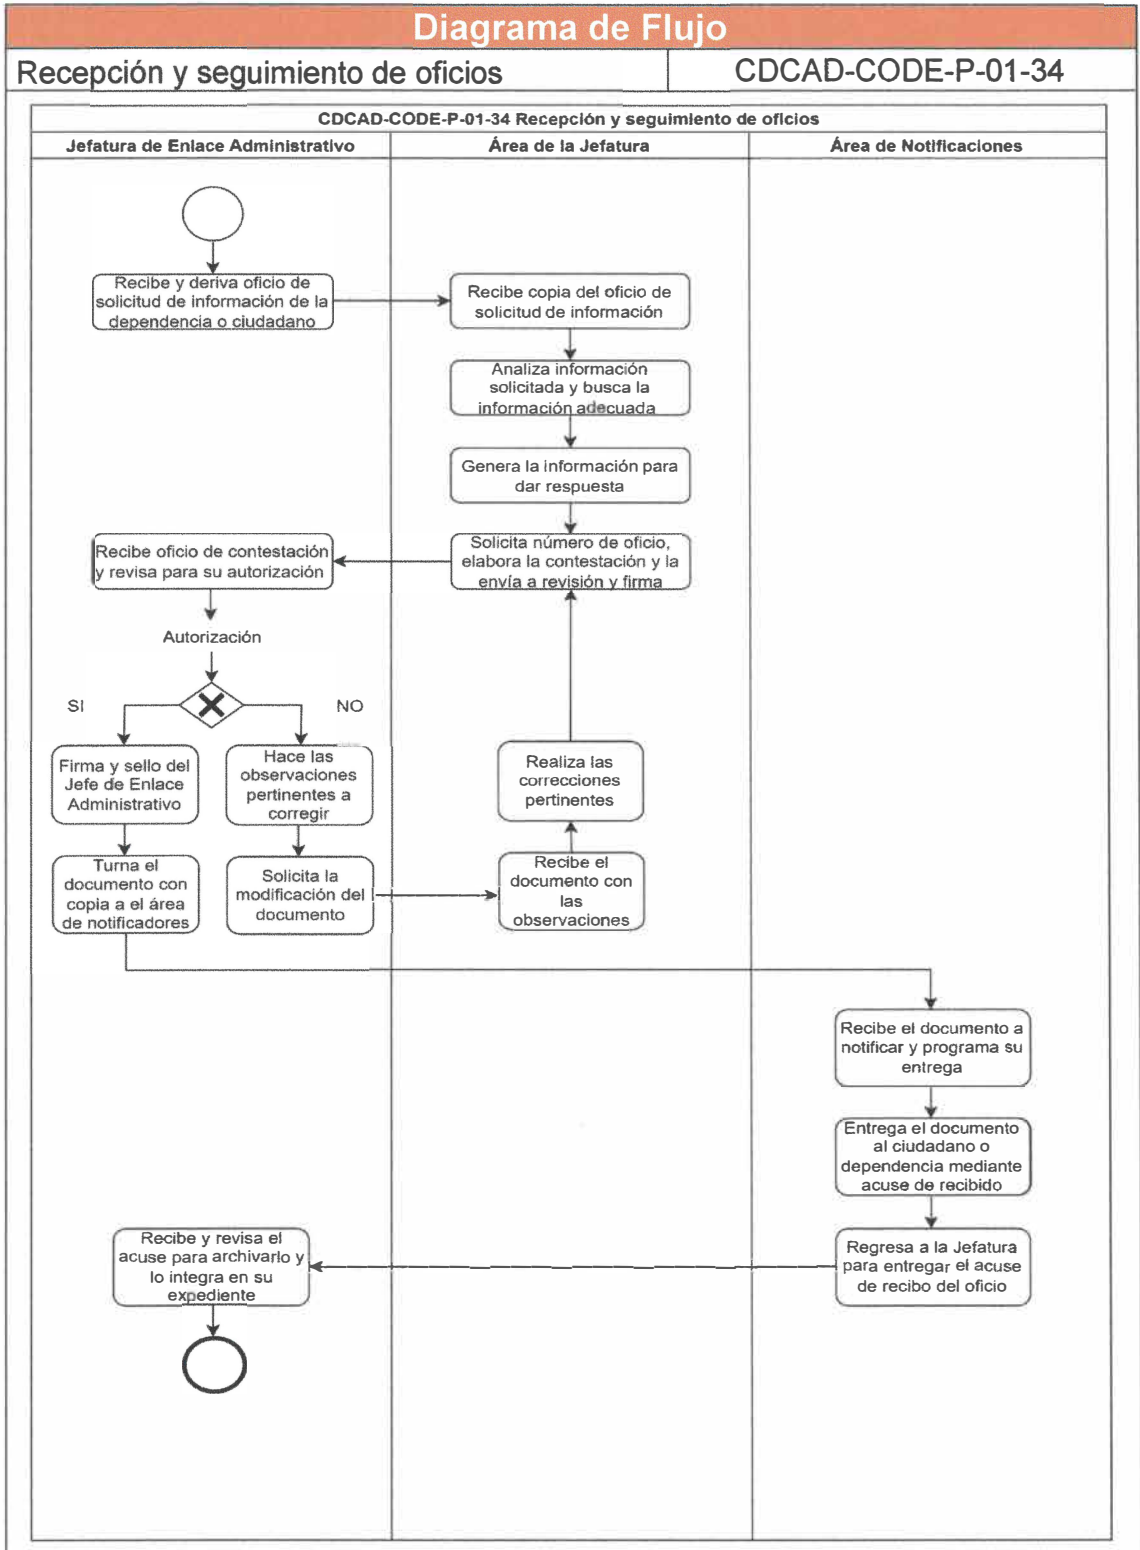 Diagrama de Flujo
Recepción y seguimiento de oficios
CDCAD-CODE-P-01-34
CDCAD-CODE-P-01-34 Recepción y seguimiento de oficios
Jefatura de Enlace Administrativo
Área de la Jefatura
Área de Notificaciones
Recibe y deriva oficio de
solicitud de información de la
dependencia o ciudadano
Recibe copia del oficio de
solicitud de información
Analiza información
solicitada y busca la
información adecuada
Genera la información para
dar respuesta
Solicita número de oficio,
elabora la contestación y la
envía a revisión y firma
Recibe oficio de contestación
y revisa para su autorización
Autorización
SI
NO
Firma y sello del
Jefe de Enlace
Administrativo
Hace las
observaciones
pertinentes a
corregir
Realiza las
correcciones
pertinentes
Turna el
documento con
copia a el área
de notificadores
Solicita la
modificación del
documento
Recibe el
documento con
las
observaciones
Recibe el documento a
notificar y programa su
entrega
Entrega el documento
al ciudadano o
dependencia mediante
acuse de recibido
Regresa a la Jefatura
para entregar el acuse
de recibo del oficio
Recibe y revisa el
acuse para archivarlo y
lo integra en su
expediente